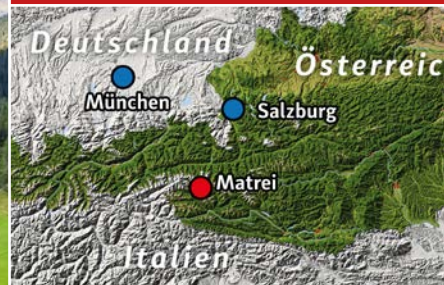 Deutschland
Österreic
München
Salzburg
Matrei
Italien